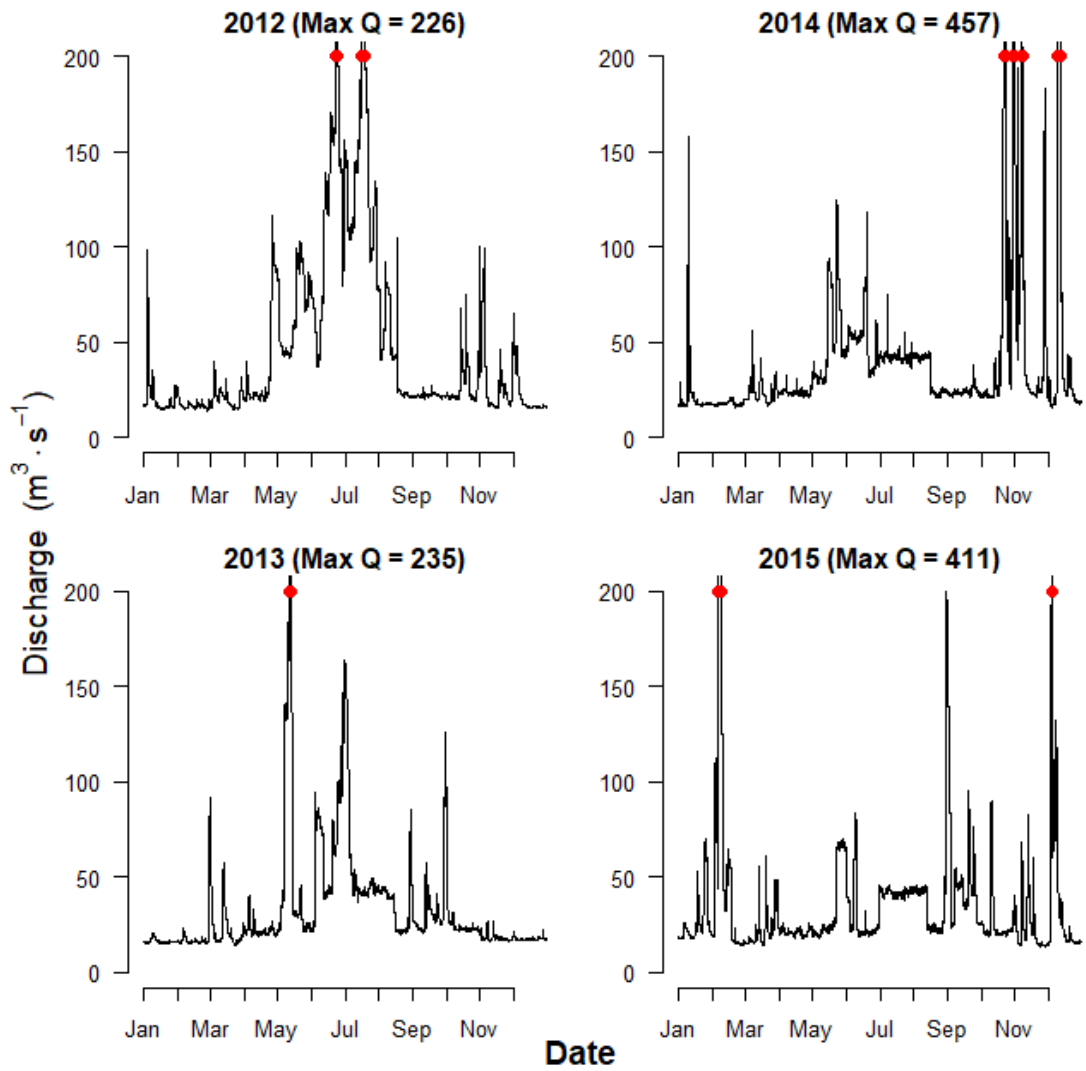 2012 (Max Q = 226)
200
150
100
50
0
Jan Mar May Jul Sep Nov
2014 (Max Q = 457)
200
150
100
50
0
Jan Mar May Jul Sep Nov
2013 (Max Q = 235)
200
150
100
50
0
Jan Mar May Jul Sep Nov
2015 (Max Q = 411)
200
150
100
50
0
Jan Mar May Jul Sep Nov
Discharge (m³ · s⁻¹)
Date